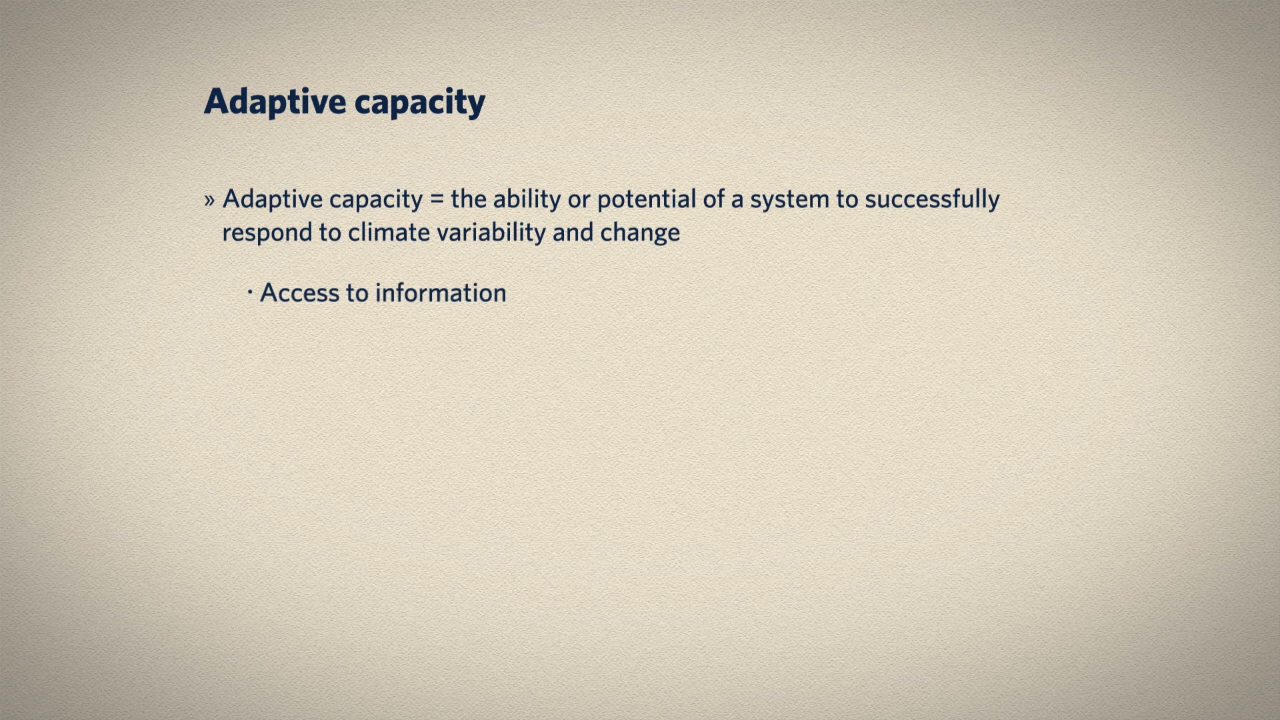 Adaptive capacity
» Adaptive capacity = the ability or potential of a system to successfully
respond to climate variability and change
· Access to information